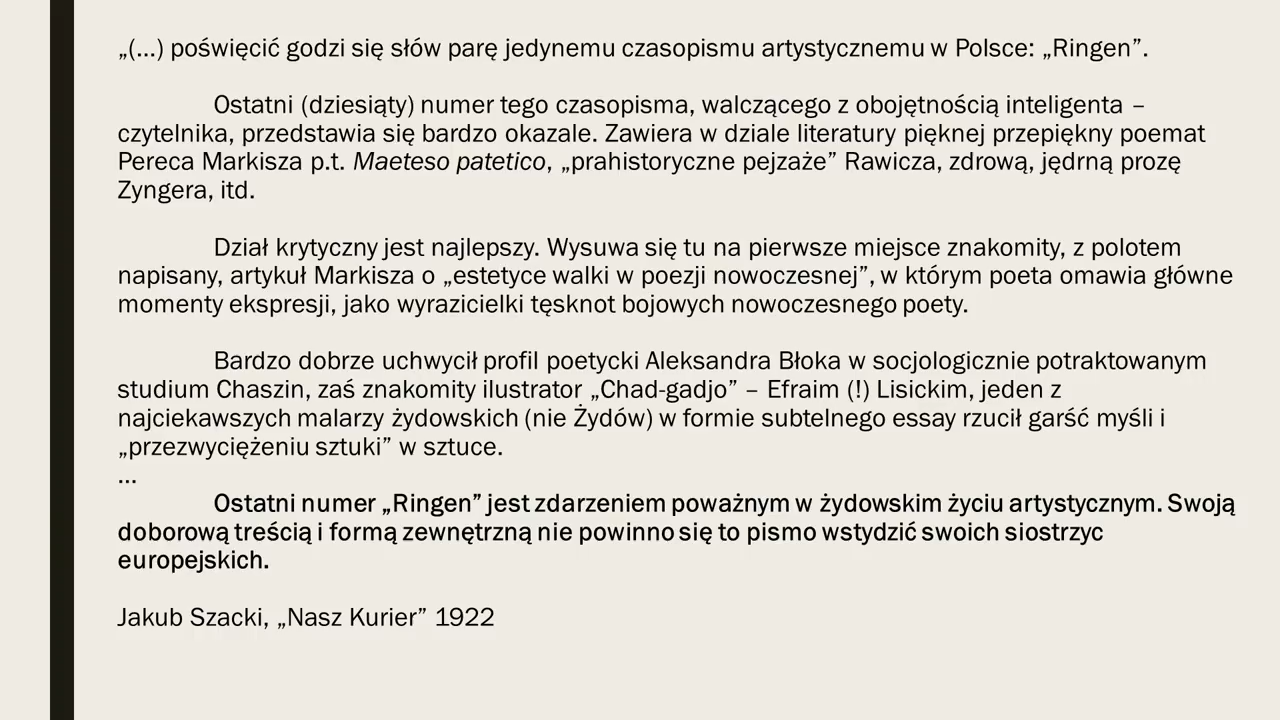 „(...) poświęcić godzi się słów parę jedynemu czasopismu artystycznemu w Polsce: „Ringen”.
Ostatni (dziesiąty) numer tego czasopisma, walczącego z obojętnością inteligenta –
czytelnika, przedstawia się bardzo okazale. Zawiera w dziale literatury pięknej przepiękny poemat
Pereca Markisza p.t. Maeteso patetico, „prahistoryczne pejzaże” Rawicza, zdrową, jędrną prozę
Zyngera, itd.
Dział krytyczny jest najlepszy. Wysuwa się tu na pierwsze miejsce znakomity, z polotem
napisany, artykuł Markisza o „estetyce walki w poezji nowoczesnej”, w którym poeta omawia główne
momenty ekspresji, jako wyrazicielki tęsknot bojowych nowoczesnego poety.
Bardzo dobrze uchwycił profil poetycki Aleksandra Błoka w socjologicznie potraktowanym
studium Chaszin, zaś znakomity ilustrator „Chad-gadjo” – Efraim (!) Lisickim, jeden z
najciekawszych malarzy żydowskich (nie Żydów) w formie subtelnego essay rzucił garść myśli i
„przezwyciężeniu sztuki” w sztuce.
...
Ostatni numer „Ringen” jest zdarzeniem poważnym w żydowskim życiu artystycznym. Swoją
doborową treścią i formą zewnętrzną nie powinno się to pismo wstydzić swoich siostrzyc
europejskich.
Jakub Szacki, „Nasz Kurier” 1922